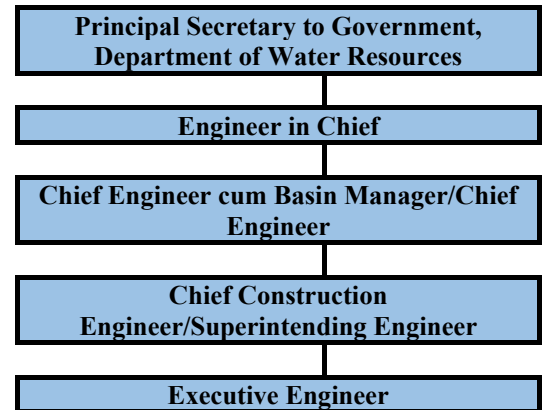 Principal Secretary to Government,
Department of Water Resources
Engineer in Chief
Chief Engineer cum Basin Manager/Chief
Engineer
Chief Construction
Engineer/Superintending Engineer
Executive Engineer